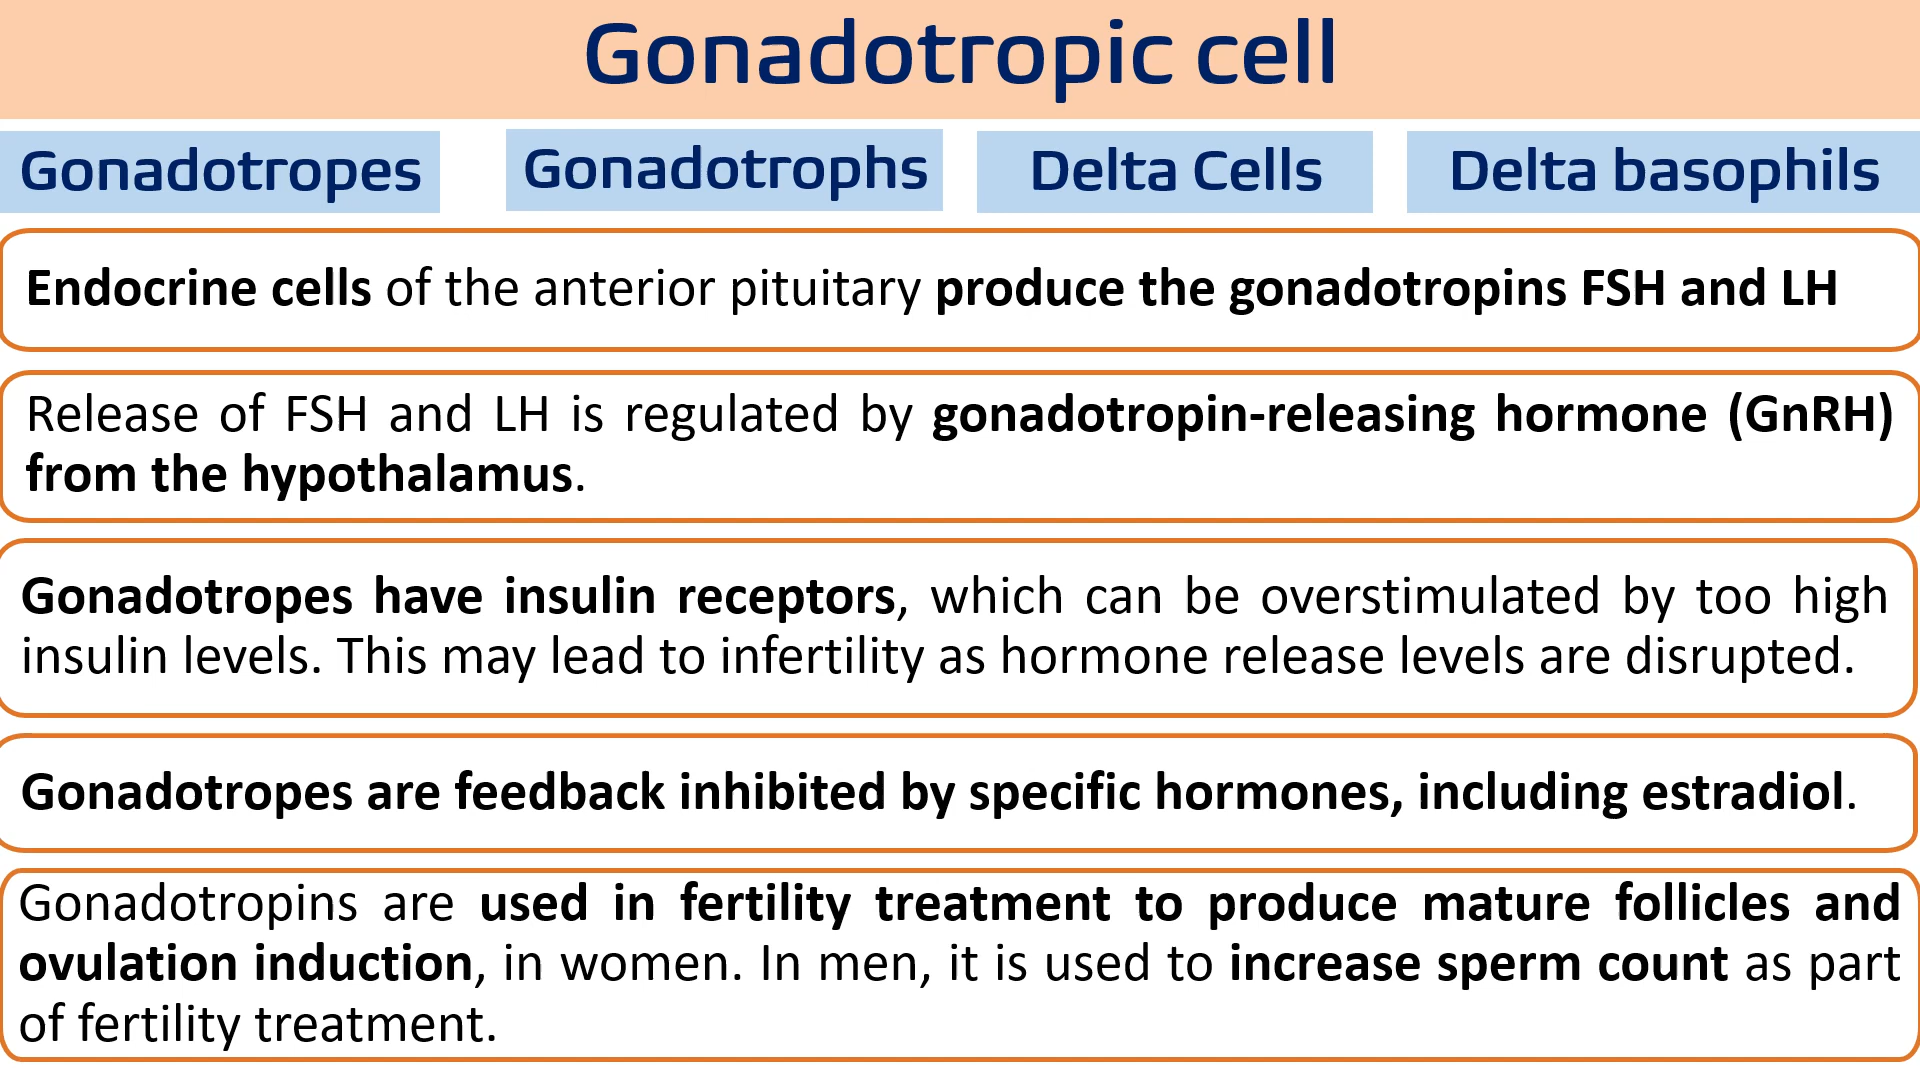 Gonadotropic cell
Gonadotropes
Gonadotrophs
Delta Cells
Delta basophils
Endocrine cells of the anterior pituitary produce the gonadotropins FSH and LH
Release of FSH and LH is regulated by gonadotropin-releasing hormone (GnRH)
from the hypothalamus.
Gonadotropes have insulin receptors, which can be overstimulated by too high
insulin levels. This may lead to infertility as hormone release levels are disrupted.
Gonadotropes are feedback inhibited by specific hormones, including estradiol.
Gonadotropins are used in fertility treatment to produce mature follicles and
ovulation induction, in women. In men, it is used to increase sperm count as part
of fertility treatment.